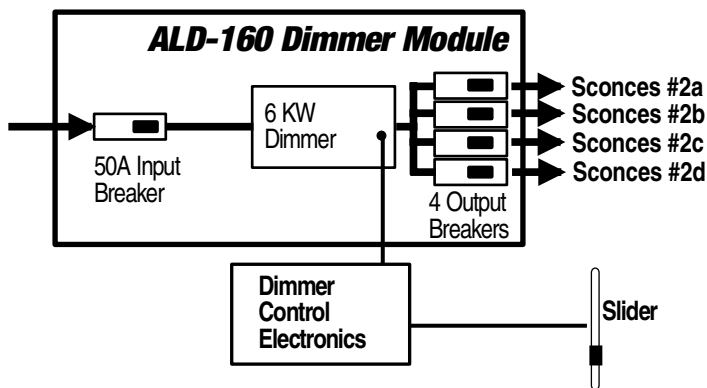 ALD-160 Dimmer Module
50A Input
Breaker
6 KW
Dimmer
4 Output
Breakers
Sconces #2a
Sconces #2b
Sconces #2c
Sconces #2d
Dimmer
Control
Electronics
Slider